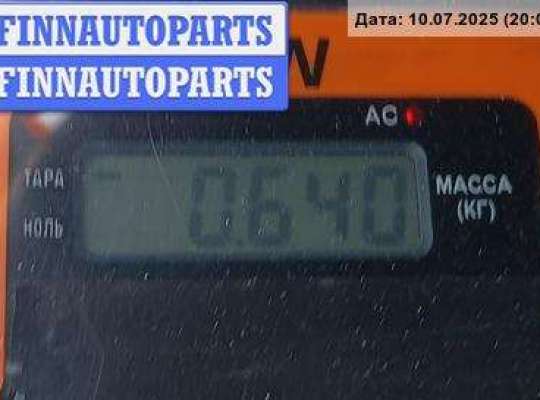 FINNAUTOPARTS
FINNAUTOPARTS
Дата: 10.07.2025 (20:0
W
AC
ТАРА
0.640
МАССА
(КГ)
НОЛЬ